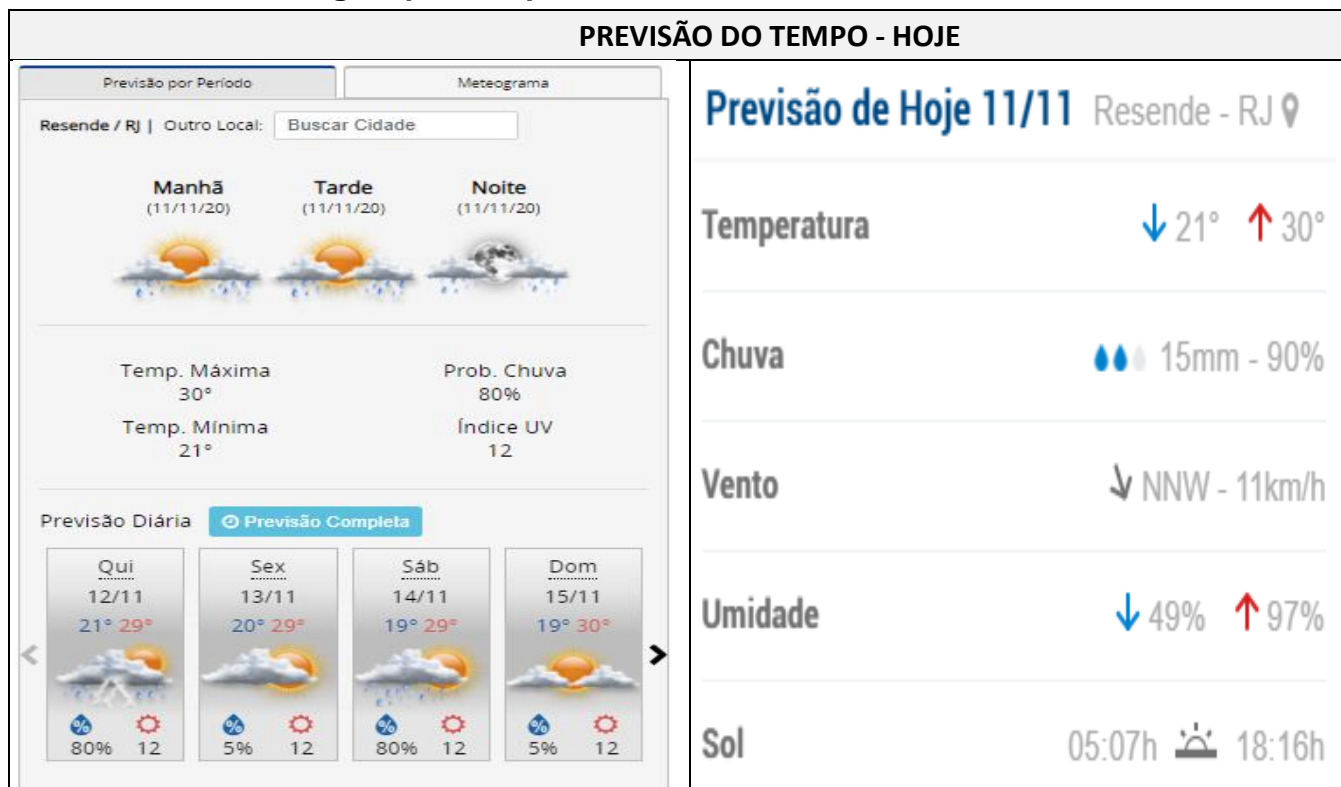 PREVISÃO DO TEMPO - HOJE
Previsão por Período Meteograma
Resende / RJ | Outro Local: Buscar Cidade
Manhã Tarde Noite
(11/11/20) (11/11/20) (11/11/20)
Temp. Máxima Prob. Chuva
30° 80%
Temp. Mínima Índice UV
21° 12
Previsão Diária Previsão Completa
Qui Sex Sáb Dom
12/11 13/11 14/11 15/11
21° 29° 20° 29° 19° 29° 19° 30°
80% 12 5% 12 80% 12 5% 12
Previsão de Hoje 11/11 Resende - RJ
Temperatura 21° 30°
Chuva 15mm - 90%
Vento NNW - 11km/h
Umidade 49% 97%
Sol 05:07h 18:16h